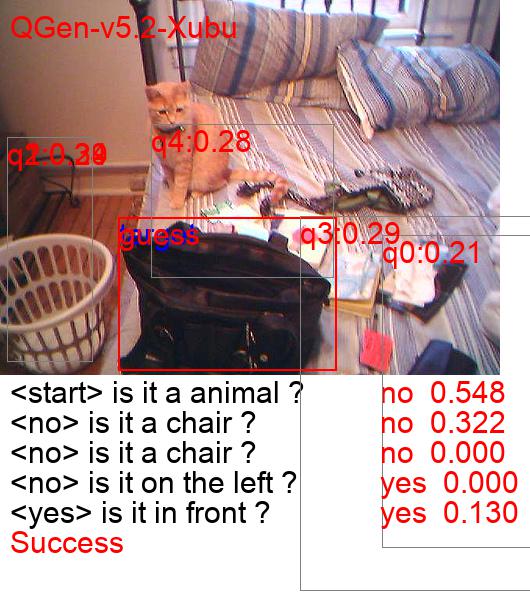 QGen-v5.2-Xubu
q4:0.28
guess
q3:0.29
q0:0.21
<start> is it a animal ? no 0.548
<no> is it a chair ? no 0.322
<no> is it a chair ? no 0.000
<no> is it on the left ? yes 0.000
<yes> is it in front ? yes 0.130
Success